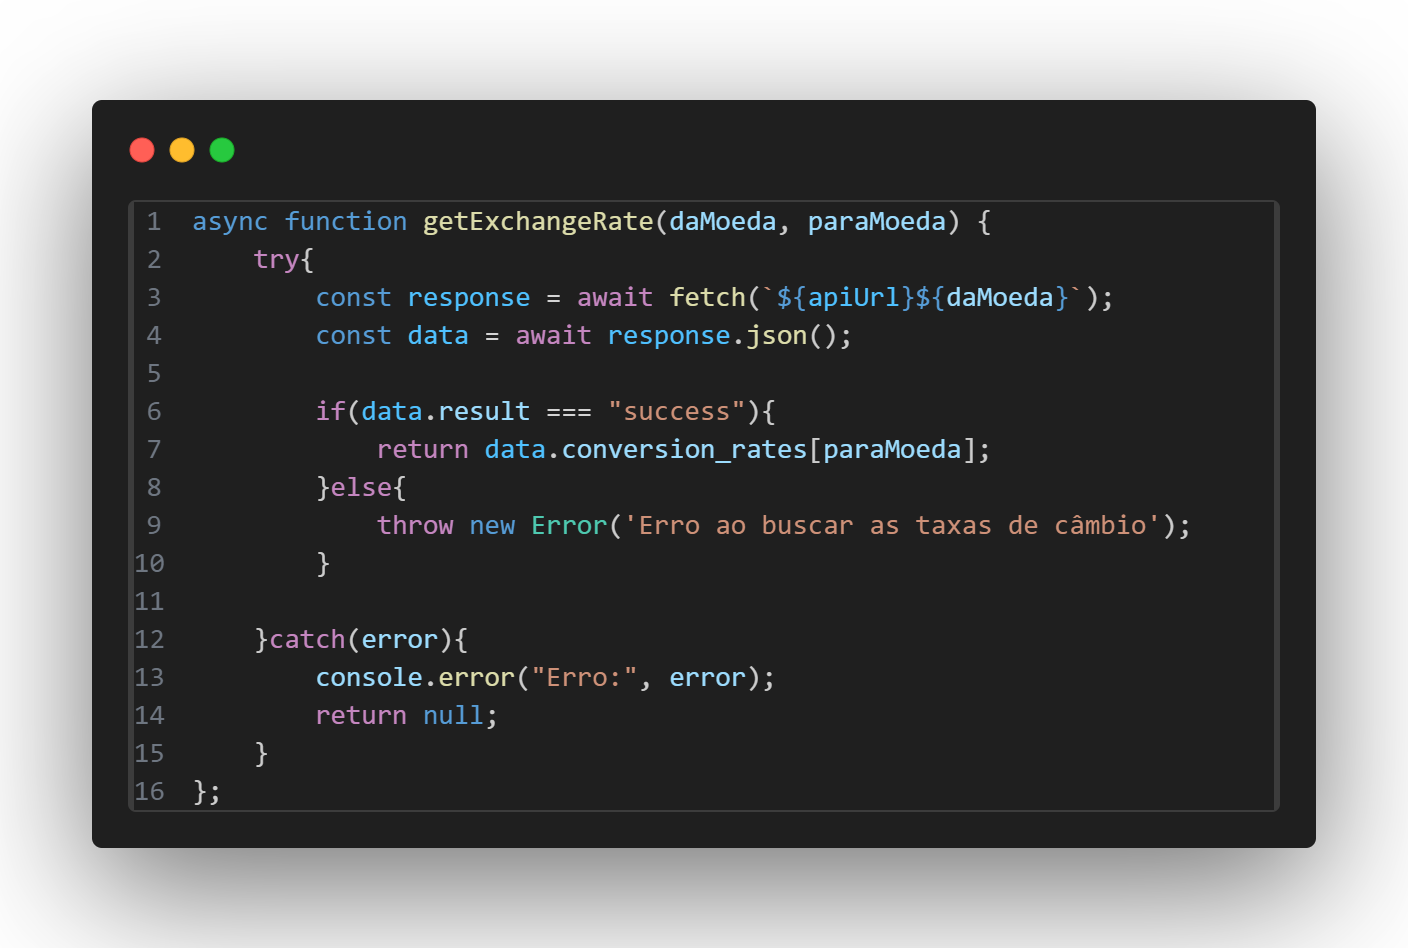 1 async function getExchangeRate(daMoeda, paraMoeda) {
2     try{
3         const response = await fetch(`${apiUrl}${daMoeda}`);
4         const data = await response.json();
5
6         if(data.result === "success"){
7             return data.conversion_rates[paraMoeda];
8         }else{
9             throw new Error('Erro ao buscar as taxas de câmbio');
10         }
11
12     }catch(error){
13         console.error("Erro:", error);
14         return null;
15     }
16 };